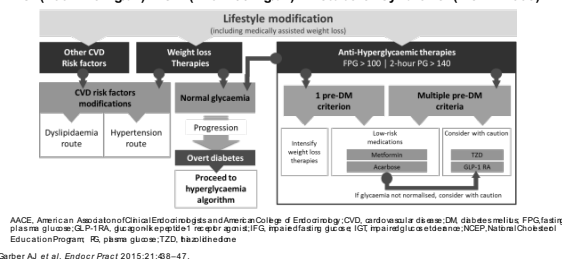 Lifestyle modification
(including medically assisted weight loss)
Other CVD
Risk factors
Weight loss
Therapies
Anti-Hyperglycaemic therapies
FPG > 100 | 2-hour PG > 140
CVD risk factors
modifications
Normal glycaemia
1 pre-DM
criterion
Multiple pre-DM
criteria
Dyslipidaemia
route
Hypertension
route
Progression
Overt diabetes
Proceed to
hyperglycaemia
algorithm
Intensify
weight loss
therapies
Low-risk
medications
Metformin
Acerbose
Consider with caution
TZD
GLP-1 RA
If glycaemia not normalised, consider with caution
AACE, American Association of Clinical Endocrinologists and American College of Endocrinology; CVD, cardiovascular disease; DM, diabetes mellitus; FPG, fasting
plasma glucose; GLP-1RA, glucagon like peptide-1 receptor agonist; IFG, impaired fasting glucose; IGT, impaired glucose tolerance; NCEP, National Cholesterol
Education Program; PG, plasma glucose; TZD, thiazolidinedione
Garber AJ et al. Endocr Pract 2015;21:438–47.